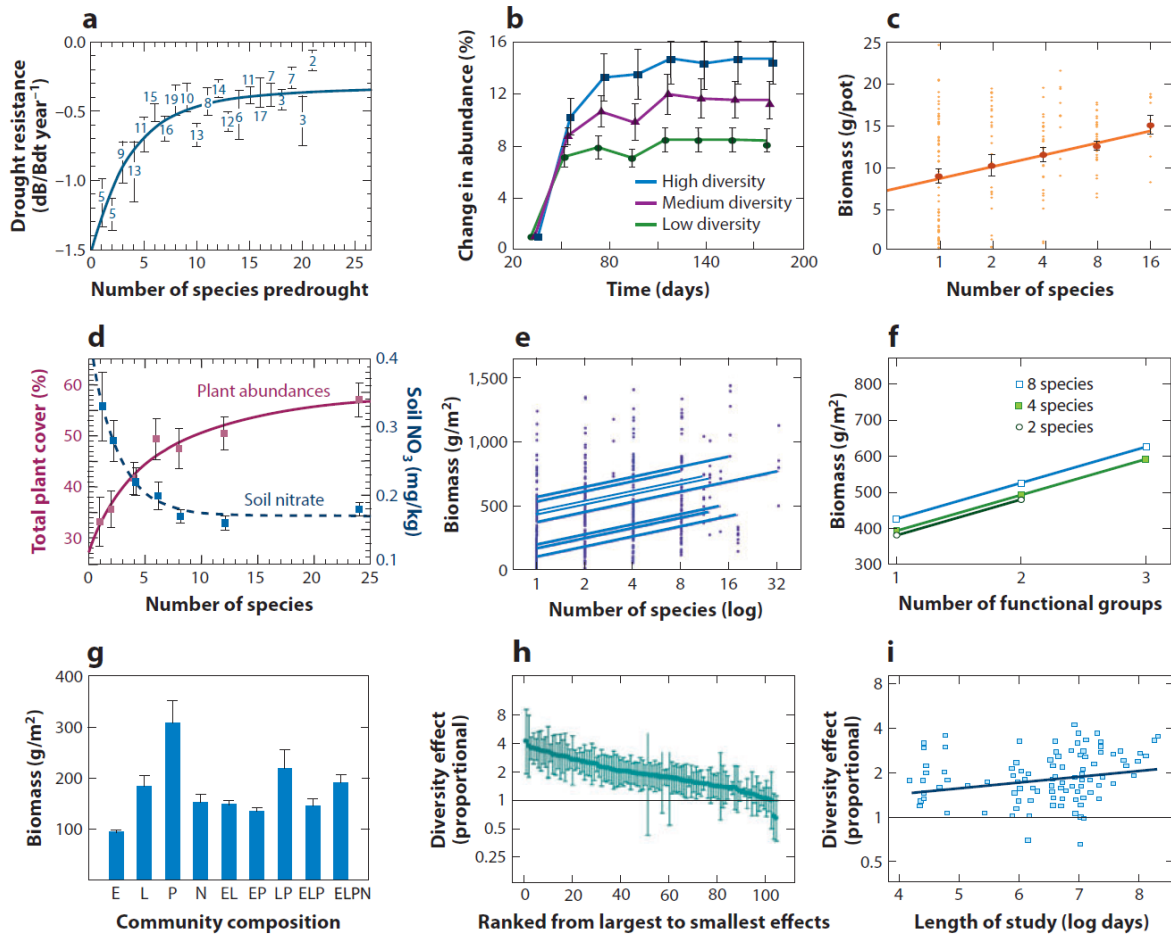 a
Drought resistance
(dB/Bdt year−1)
0.0
−0.5
−1.0
−1.5
5
5
9
13
11
15
16
19
10
13
8
14
12
6
11
17
7
3
7
3
2
0
5
10
15
20
25
Number of species predrought
b
Change in abundance (%)
16
12
8
4
0
High diversity
Medium diversity
Low diversity
20
80
140
200
Time (days)
c
Biomass (g/pot)
25
20
15
10
5
0
1
2
4
8
16
Number of species
d
Total plant cover (%)
60
50
40
30
Plant abundances
Soil nitrate
0.4
0.3
0.2
0.1
Soil NO3 (mg/kg)
0
5
10
15
20
25
Number of species
e
Biomass (g/m2)
1,500
1,000
500
0
1
2
4
8
16
32
Number of species (log)
f
Biomass (g/m2)
800
700
600
500
400
300
8 species
4 species
2 species
1
2
3
Number of functional groups
g
Biomass (g/m2)
400
300
200
100
E L P N EL EP LP ELP ELPN
Community composition
h
Diversity effect
(proportional)
8
4
2
1
0.5
0.25
0
20
40
60
80
100
Ranked from largest to smallest effects
i
Diversity effect
(proportional)
8
4
2
1
0.5
4
5
6
7
8
Length of study (log days)